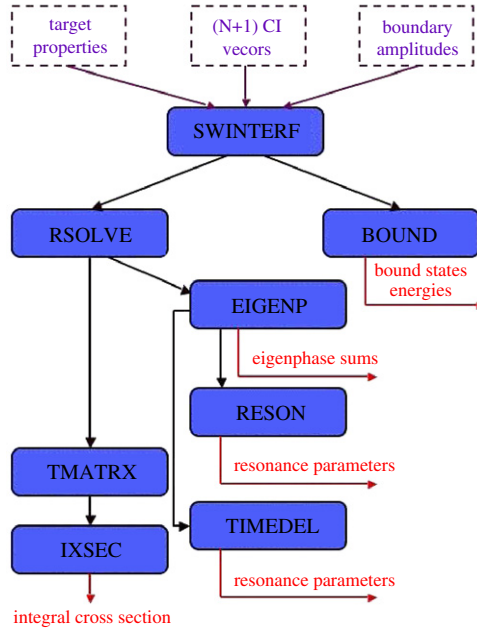 target
properties
(N+1) CI
vecors
boundary
amplitudes
SWINTERF
RSOLVE
BOUND
bound states
energies
EIGENP
eigenphase sums
RESON
resonance parameters
TMATRX
TIMEDEL
IXSEC
resonance parameters
integral cross section